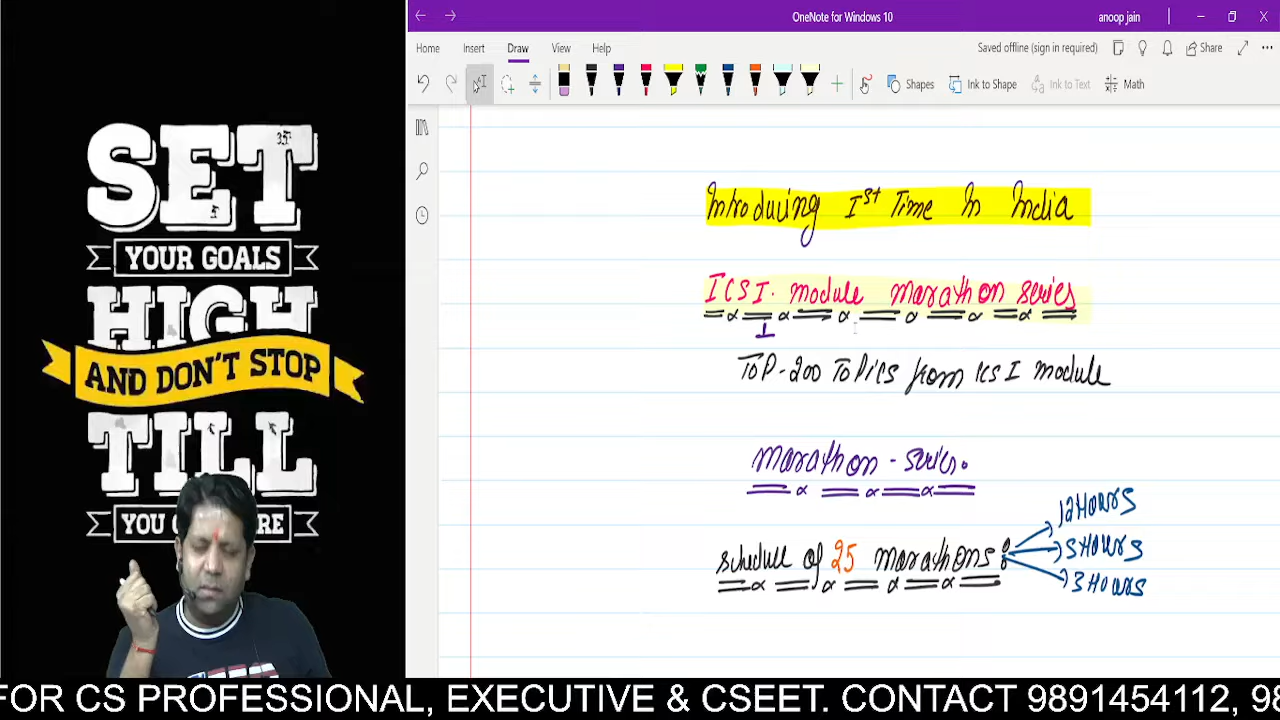 SET
YOUR GOALS
HIGH
AND DON'T STOP
TILL
YOU RE
OneNote for Windows 10
anoop jain
Home Insert Draw View Help
Saved offline (sign in required)
Share
Shapes
Ink to Shape
Ink to Text
Math
Introducing Ist Time In India
ICSI. module marathon series
I
ToP-200 ToPics from ICSI module
marathon - series.
12 HOURS
schedule of 25 marathons:
5 HOURS
3 HOURS
FOR CS PROFESSIONAL, EXECUTIVE & CSEET. CONTACT 9891454112, 98